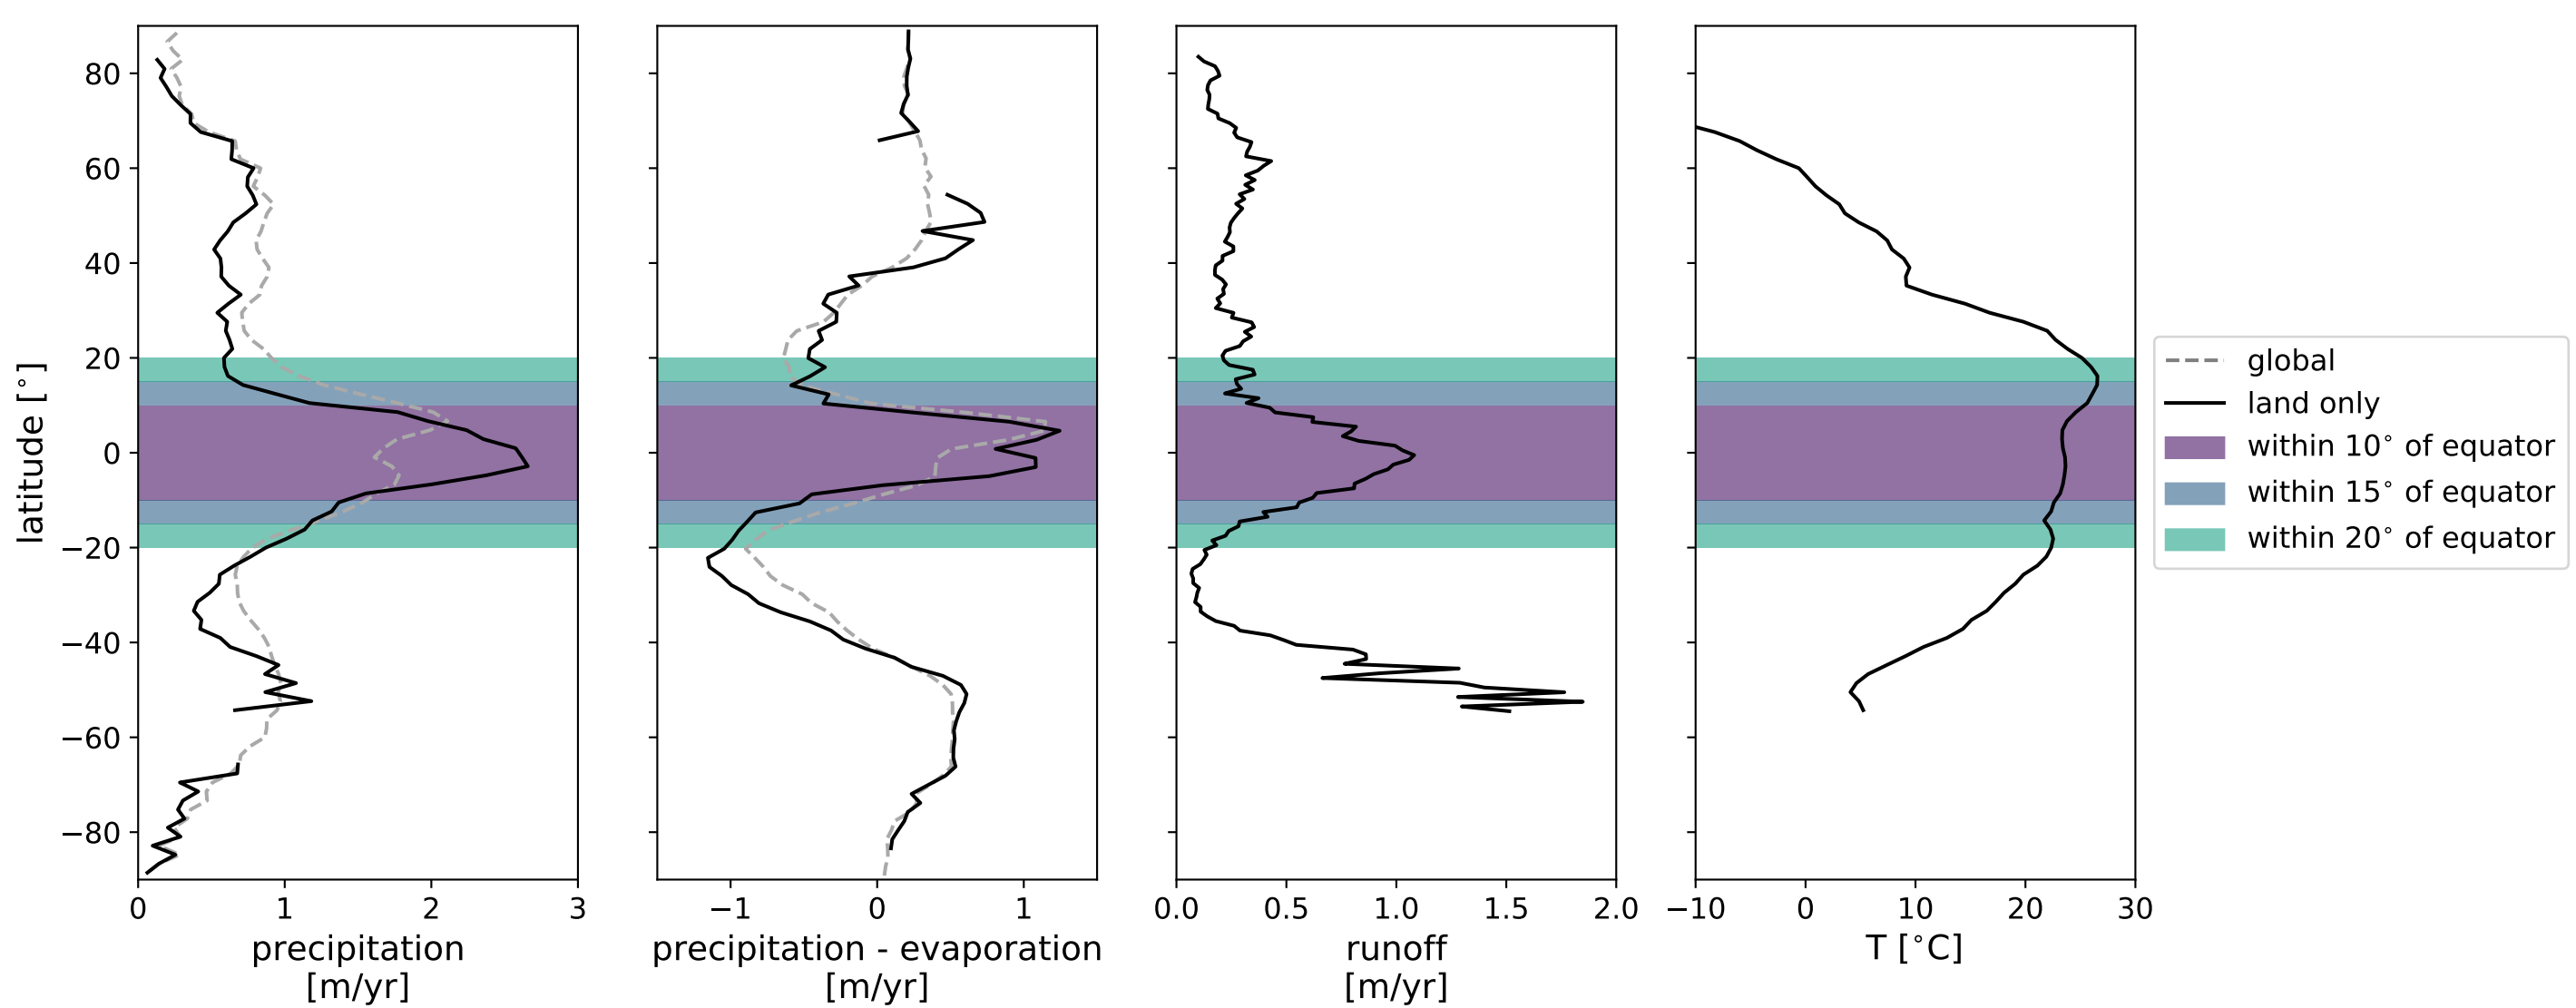 latitude [°]
80
60
40
20
0
−20
−40
−60
−80
0 1 2 3
precipitation
[m/yr]
−1 0 1
precipitation - evaporation
[m/yr]
0.0 0.5 1.0 1.5 2.0
runoff
[m/yr]
−10 0 10 20 30
T [°C]
global
land only
within 10° of equator
within 15° of equator
within 20° of equator